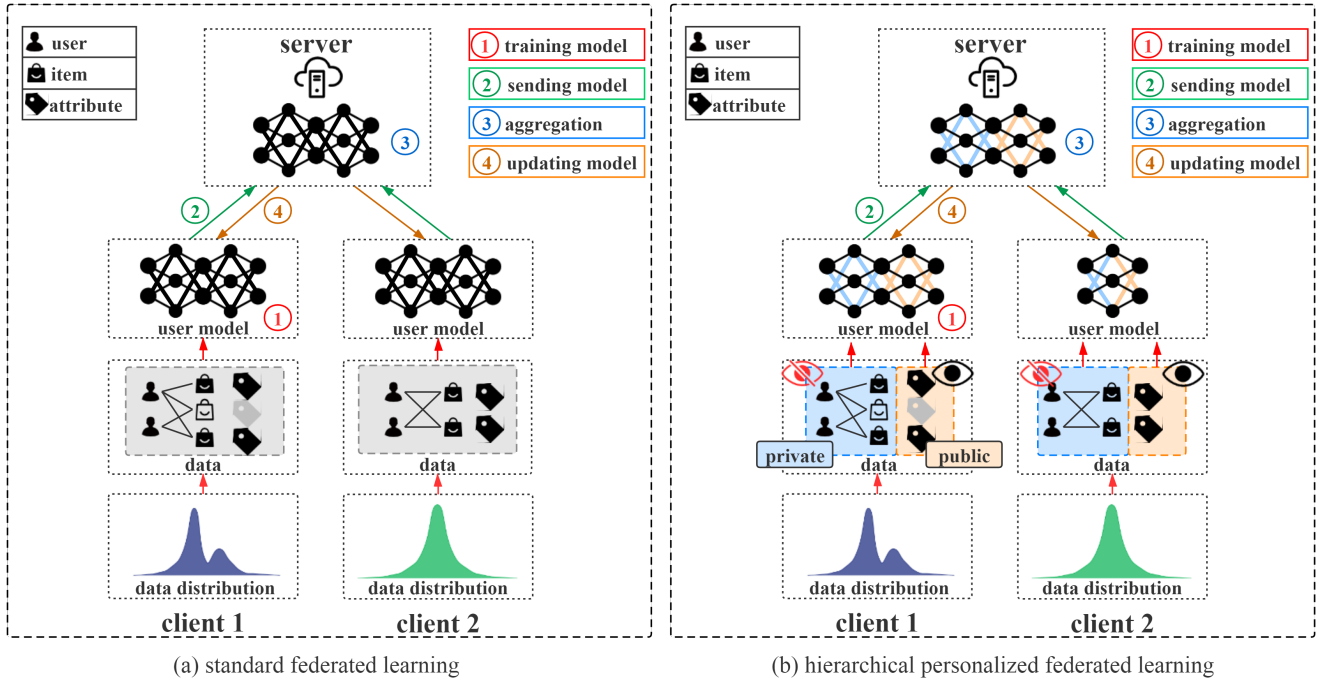 user
item
attribute
server
1 training model
2 sending model
3 aggregation
4 updating model
3
2
4
user model
1
user model
data
data
data distribution
data distribution
client 1
client 2
(a) standard federated learning
user
item
attribute
server
1 training model
2 sending model
3 aggregation
4 updating model
3
2
4
user model
1
user model
private
data
public
data
data distribution
data distribution
client 1
client 2
(b) hierarchical personalized federated learning